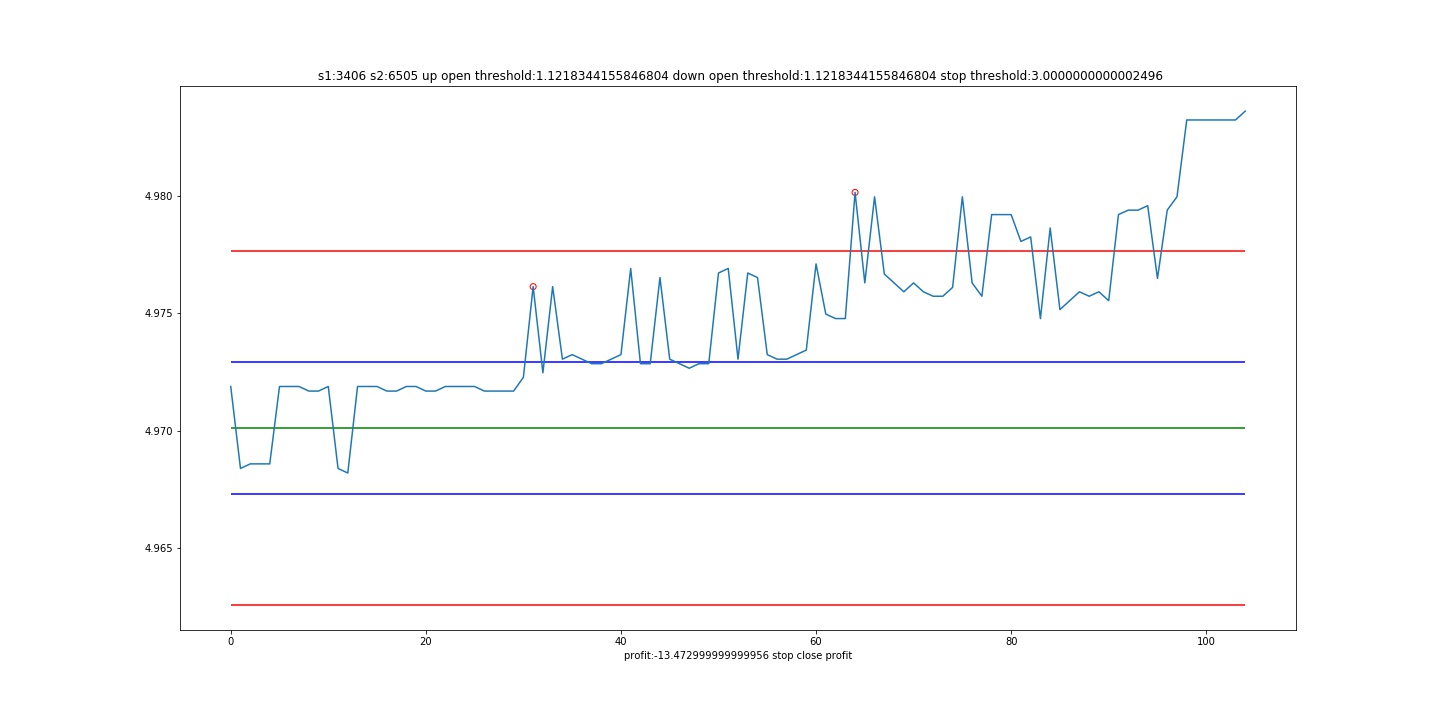 s1:3406 s2:6505 up open threshold:1.1218344155846804 down open threshold:1.1218344155846804 stop threshold:3.0000000000002496
4.980
4.975
4.970
4.965
0 20 40 60 80 100
profit:-13.472999999999956 stop close profit